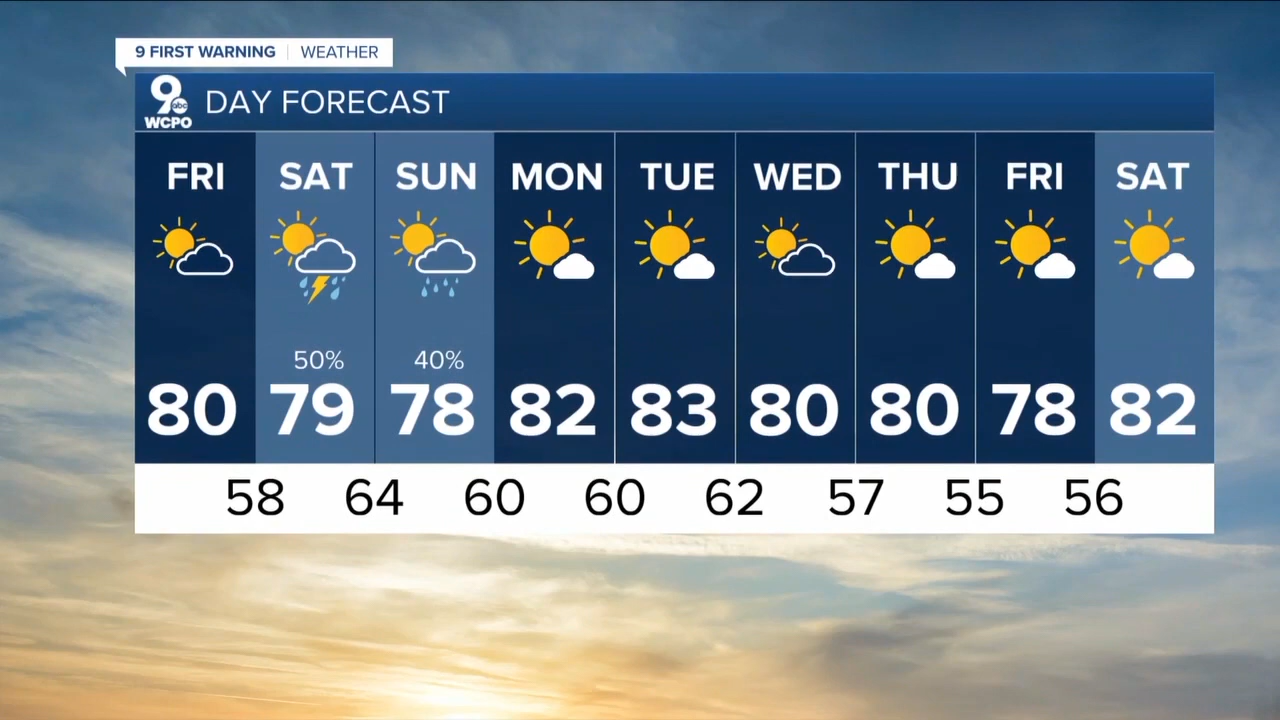 9 FIRST WARNING | WEATHER
9 abc WCPO DAY FORECAST
FRI SAT SUN MON TUE WED THU FRI SAT
50% 40%
80 79 78 82 83 80 80 78 82
58 64 60 60 62 57 55 56